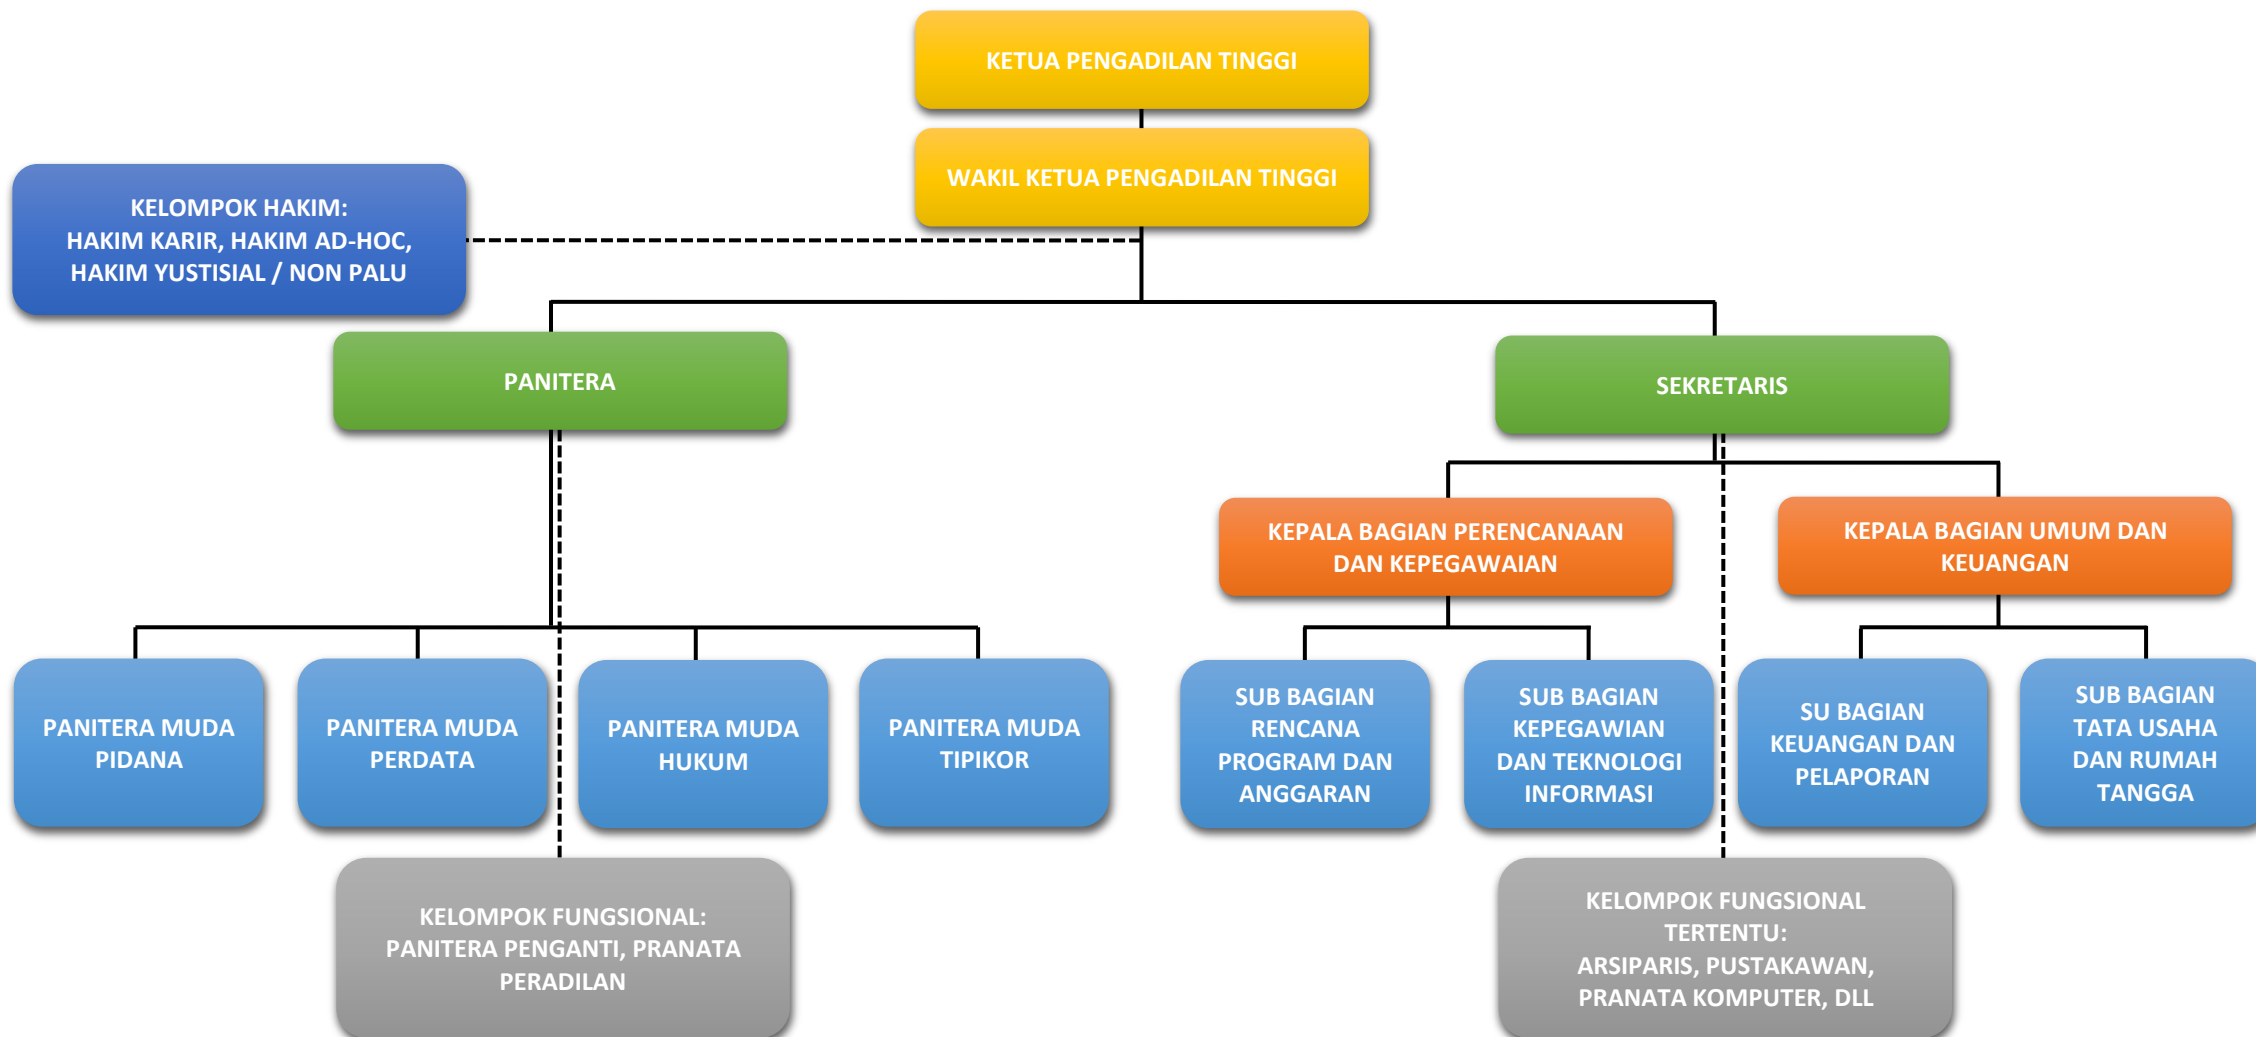 KETUA PENGADILAN TINGGI
WAKIL KETUA PENGADILAN TINGGI
KELOMPOK HAKIM:
HAKIM KARIR, HAKIM AD-HOC,
HAKIM YUSTISIAL / NON PALU
PANITERA
SEKRETARIS
KEPALA BAGIAN PERENCANAAN
DAN KEPEGAWAIAN
KEPALA BAGIAN UMUM DAN
KEUANGAN
PANITERA MUDA
PIDANA
PANITERA MUDA
PERDATA
PANITERA MUDA
HUKUM
PANITERA MUDA
TIPIKOR
SUB BAGIAN
RENCANA
PROGRAM DAN
ANGGARAN
SUB BAGIAN
KEPEGAWIAN
DAN TEKNOLOGI
INFORMASI
SU BAGIAN
KEUANGAN DAN
PELAPORAN
SUB BAGIAN
TATA USAHA
DAN RUMAH
TANGGA
KELOMPOK FUNGSIONAL:
PANITERA PENGANTI, PRANATA
PERADILAN
KELOMPOK FUNGSIONAL
TERTENTU:
ARSIPARIS, PUSTAKAWAN,
PRANATA KOMPUTER, DLL